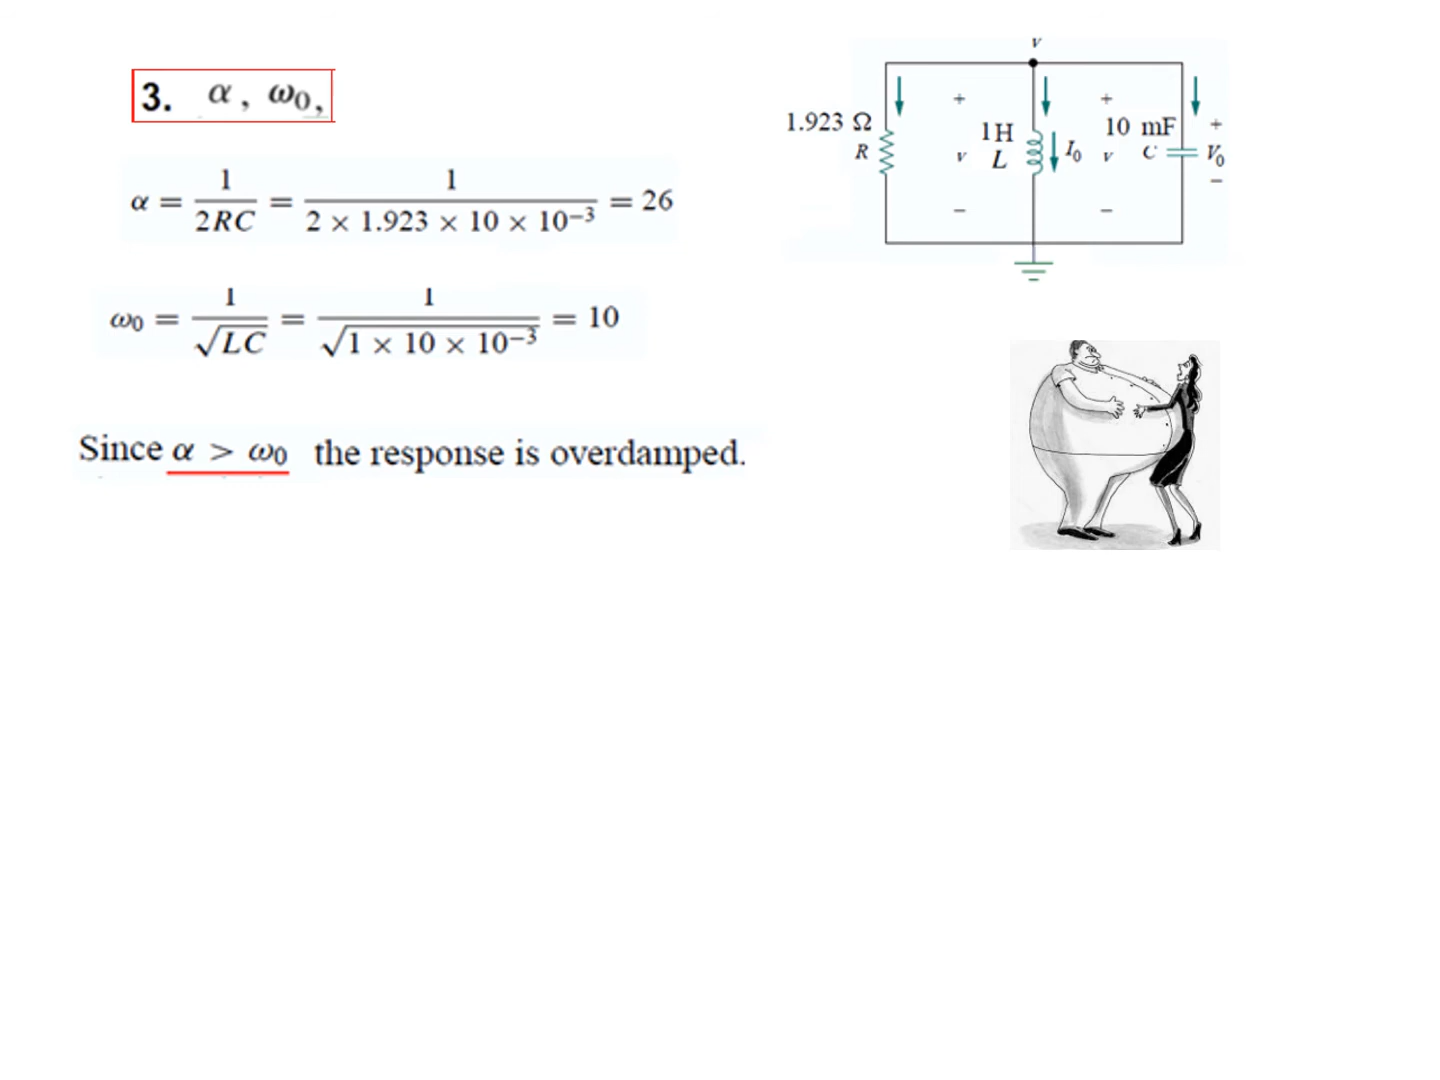 3. α, ω0,
α = 1 / 2RC = 1 / 2 × 1.923 × 10 × 10−3 = 26
ω0 = 1 / √LC = 1 / √1 × 10 × 10−3 = 10
Since α > ω0 the response is overdamped.
v
1.923 Ω
R
+
v
−
1H
L
I0
+
v
−
10 mF
C
+
V0
−